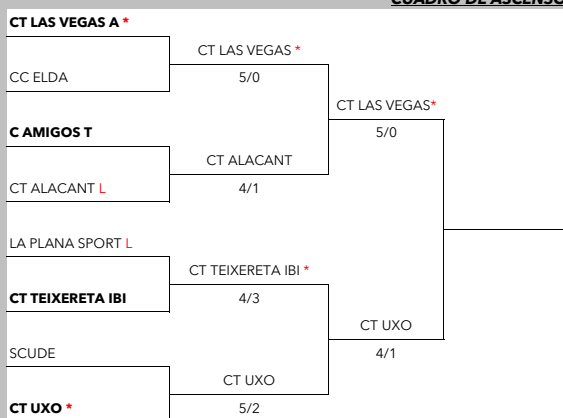 CUADRO DE ASCENSO
CT LAS VEGAS A *
CT LAS VEGAS *
CC ELDA
5/0
CT LAS VEGAS*
C AMIGOS T
5/0
CT ALACANT
CT ALACANT L
4/1
LA PLANA SPORT L
CT TEIXERETA IBI *
CT TEIXERETA IBI
4/3
CT UXO
SCUDE
4/1
CT UXO
CT UXO *
5/2